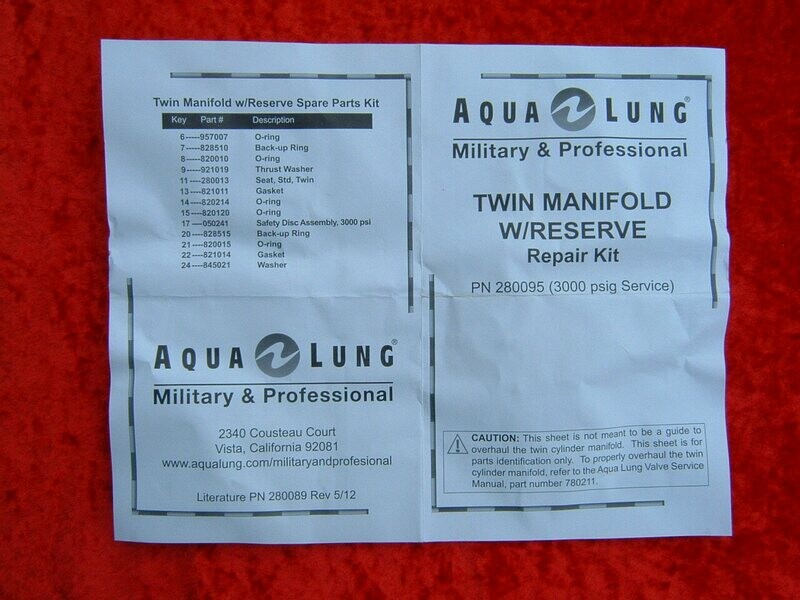 Twin Manifold w/Reserve Spare Parts Kit
Key Part # Description
6-----957007 O-ring
7-----828510 Back-up Ring
8-----820010 O-ring
9-----921019 Thrust Washer
11 ----280013 Seat, Std, Twin
13----821011 Gasket
14----820214 O-ring
15----820120 O-ring
17 ----050241 Safety Disc Assembly, 3000 psi
20----828515 Back-up Ring
21----820015 O-ring
22----821014 Gasket
24----845021 Washer
AQUA LUNG®
Military & Professional
2340 Cousteau Court
Vista, California 92081
www.aqualung.com/militaryandprofesional
Literature PN 280089 Rev 5/12
AQUA LUNG®
Military & Professional
TWIN MANIFOLD
W/RESERVE
Repair Kit
PN 280095 (3000 psig Service)
CAUTION: This sheet is not meant to be a guide to
overhaul the twin cylinder manifold. This sheet is for
parts identification only. To properly overhaul the twin
cylinder manifold, refer to the Aqua Lung Valve Service
Manual, part number 780211.